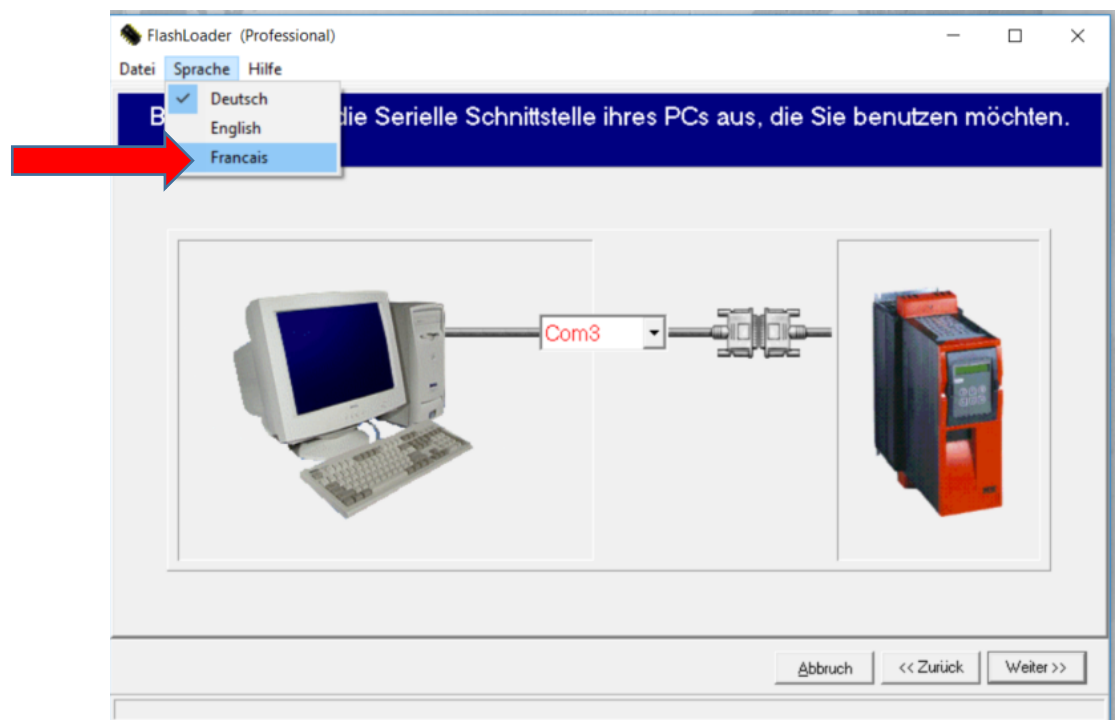 FlashLoader (Professional)
Datei Sprache Hilfe
Deutsch
English
Francais
B die Serielle Schnittstelle ihres PCs aus, die Sie benutzen möchten.
Com3
Abbruch << Zurück Weiter >>